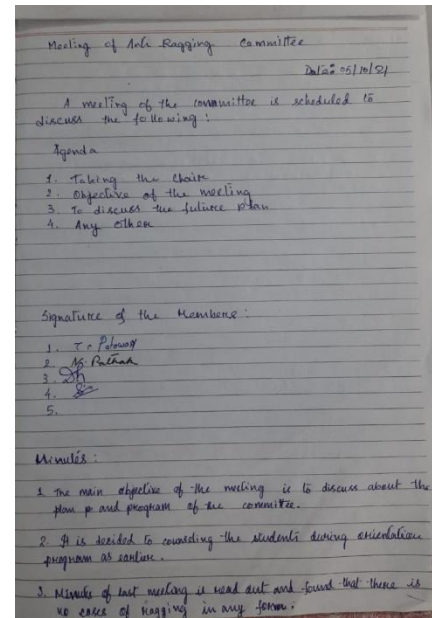 Meeting of Anti Ragging Committee
Date: 05/10/21
A meeting of the committee is scheduled to
discuss the following :
Agenda
1. Taking the Chair
2. Objective of the meeting
3. To discuss the future plan
4. Any other
Signature of the Members :
1. T.
2. Pathak
3.
4.
5.
Minutes :
1. The main objective of the meeting is to discuss about the
plan p and program of the committee.
2. It is decided to counseling the students during orientation
program as earlier.
3. Minutes of last meeting is read out and found that there is
no cases of ragging in any form.